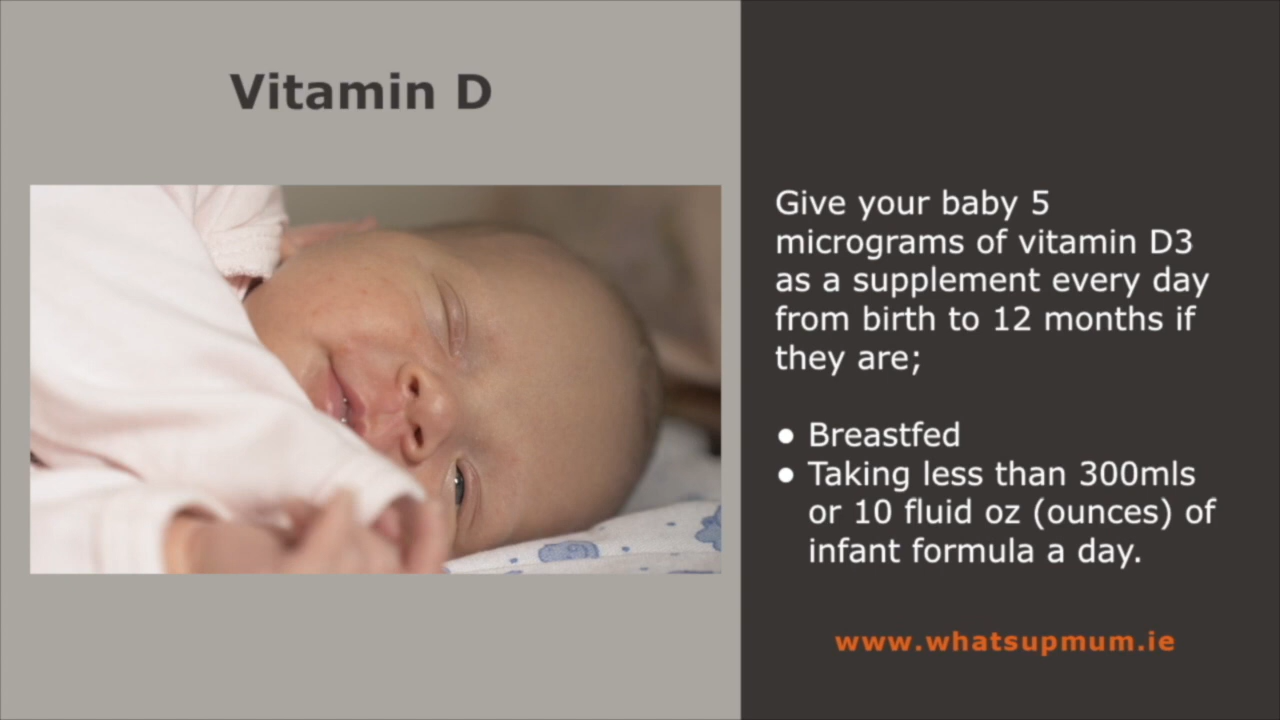 Vitamin D
Give your baby 5
micrograms of vitamin D3
as a supplement every day
from birth to 12 months if
they are;
● Breastfed
● Taking less than 300mls
or 10 fluid oz (ounces) of
infant formula a day.
www.whatsupmum.ie